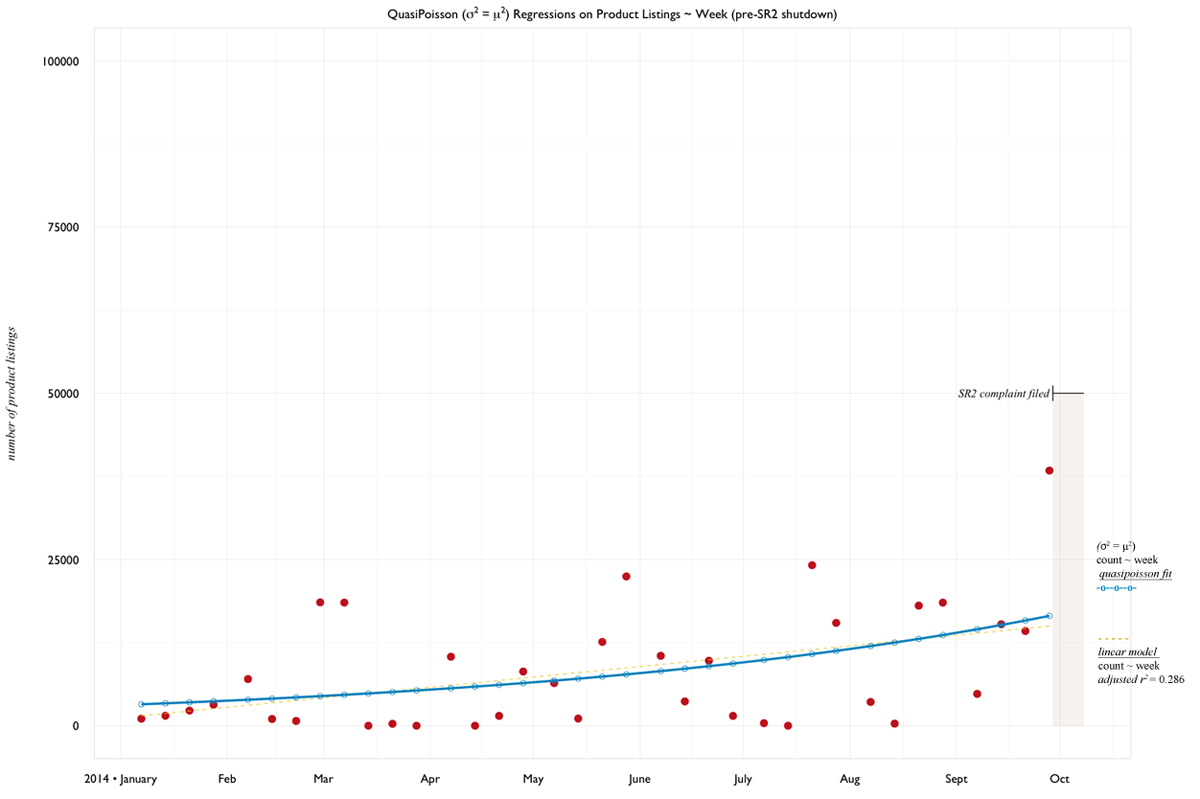 QuasiPoisson (σ² = μ²) Regressions on Product Listings ~ Week (pre-SR2 shutdown)
100000
75000
50000
25000
0
number of product listings
SR2 complaint filed
(σ² = μ²)
count ~ week
quasipoisson fit
linear model
count ~ week
adjusted r² = 0.286
2014 • January Feb Mar Apr May June July Aug Sept Oct